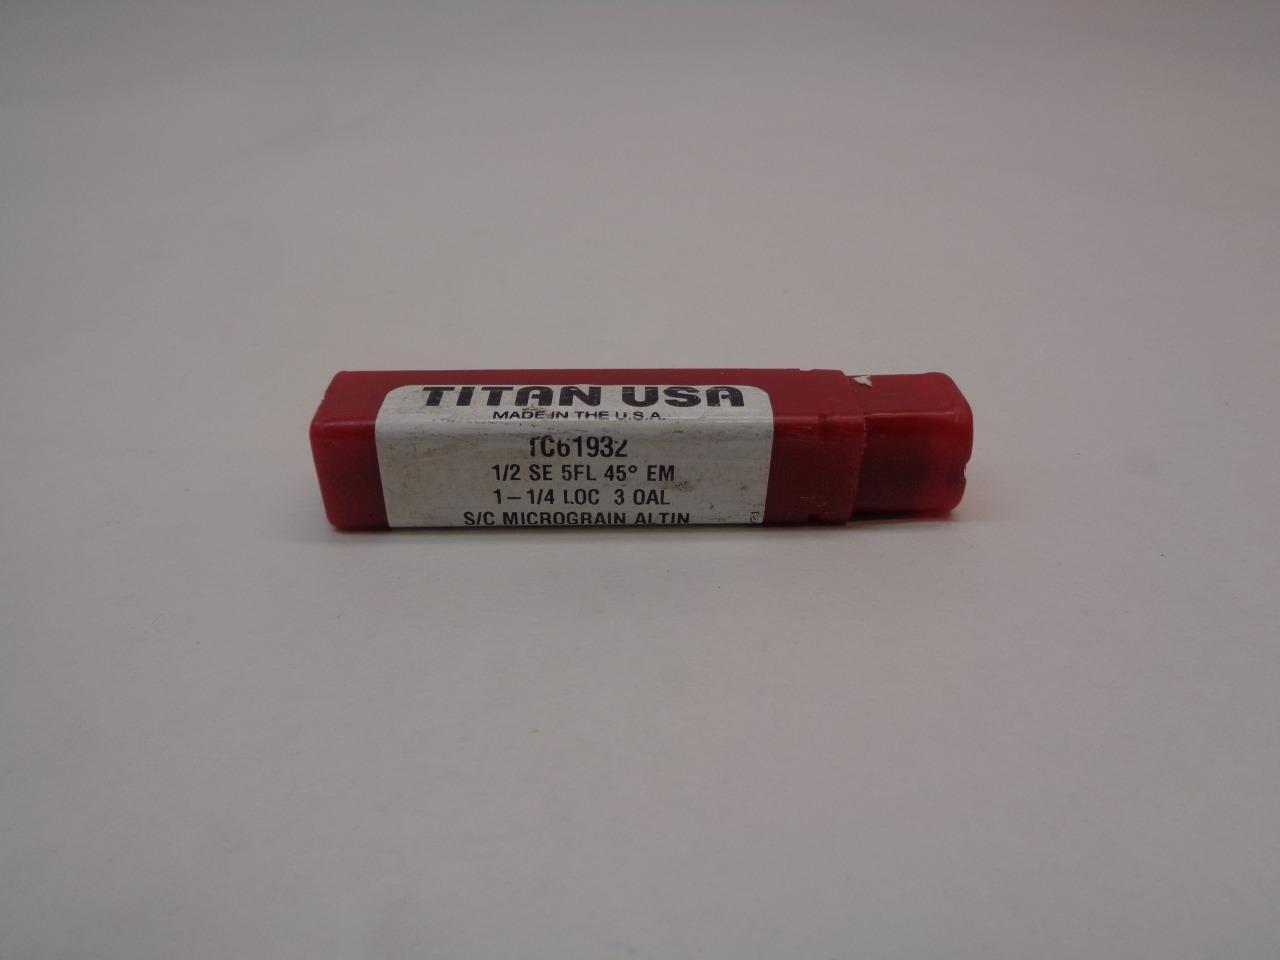 TITAN USA
MADE IN THE U.S.A.
TC61932
1/2 SE 5FL 45° EM
1-1/4 LOC 3 OAL
S/C MICROGRAIN ALTIN